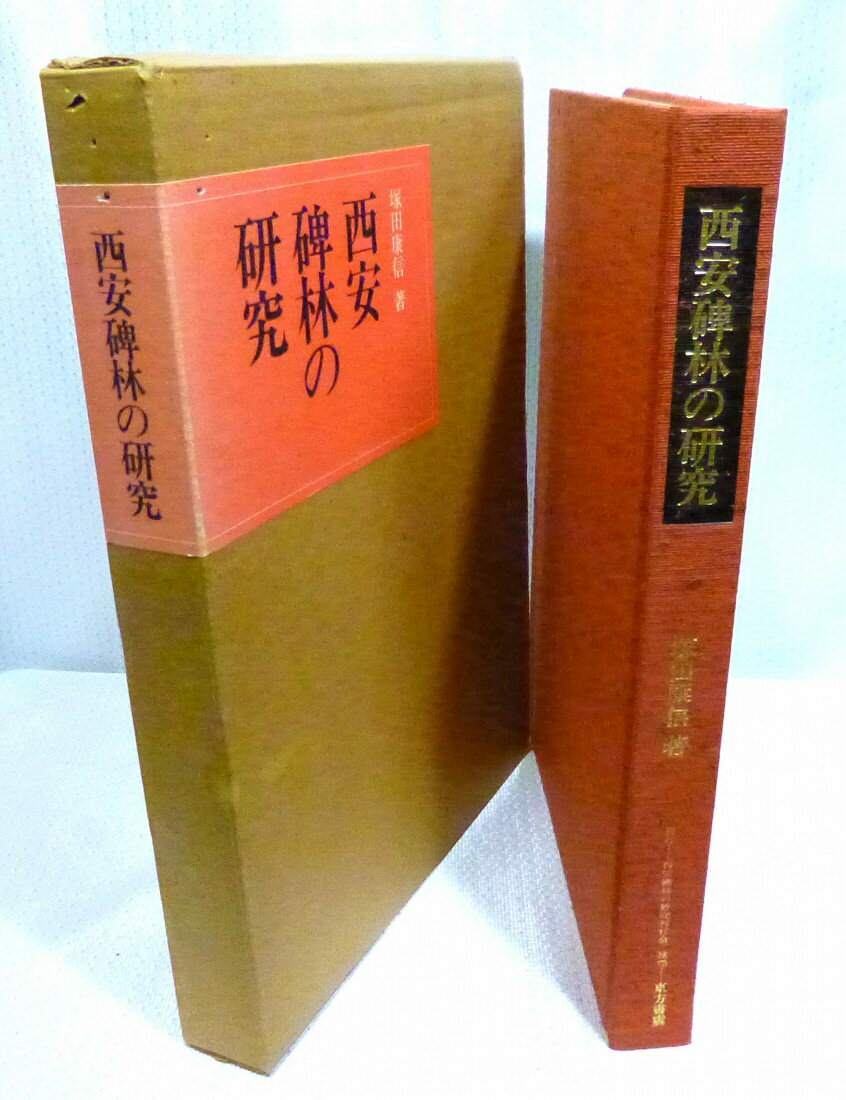 西安碑林の研究
塚田康信 著
西安
碑林の
研究
西安碑林の研究
塚田康信 著
東方書店